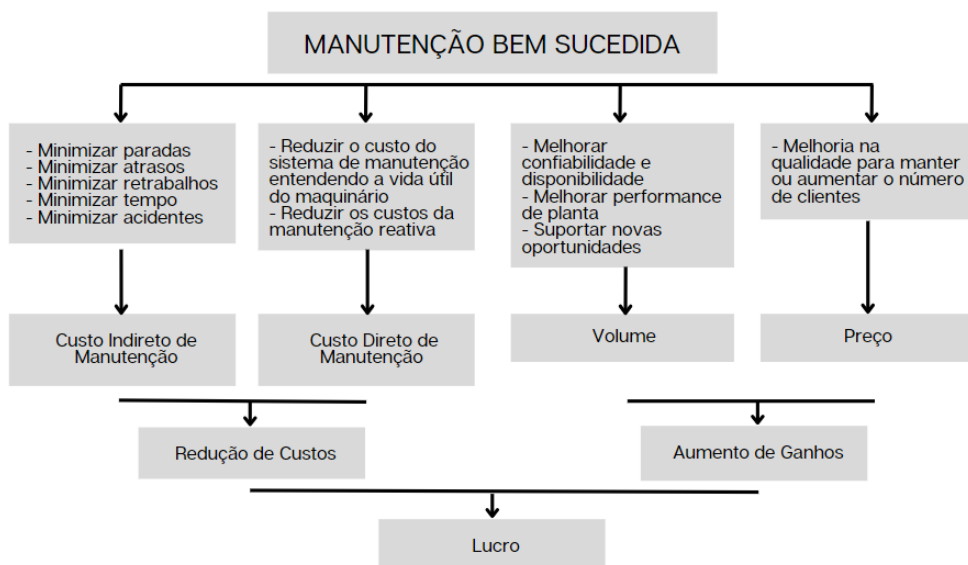 MANUTENÇÃO BEM SUCEDIDA
- Minimizar paradas
- Minimizar atrasos
- Minimizar retrabalhos
- Minimizar tempo
- Minimizar acidentes
- Reduzir o custo do
sistema de manutenção
entendendo a vida útil
do maquinário
- Reduzir os custos da
manutenção reativa
- Melhorar
confiabilidade e
disponibilidade
- Melhorar performance
de planta
- Suportar novas
oportunidades
- Melhoria na
qualidade para manter
ou aumentar o número
de clientes
Custo Indireto de
Manutenção
Custo Direto de
Manutenção
Volume
Preço
Redução de Custos
Aumento de Ganhos
Lucro